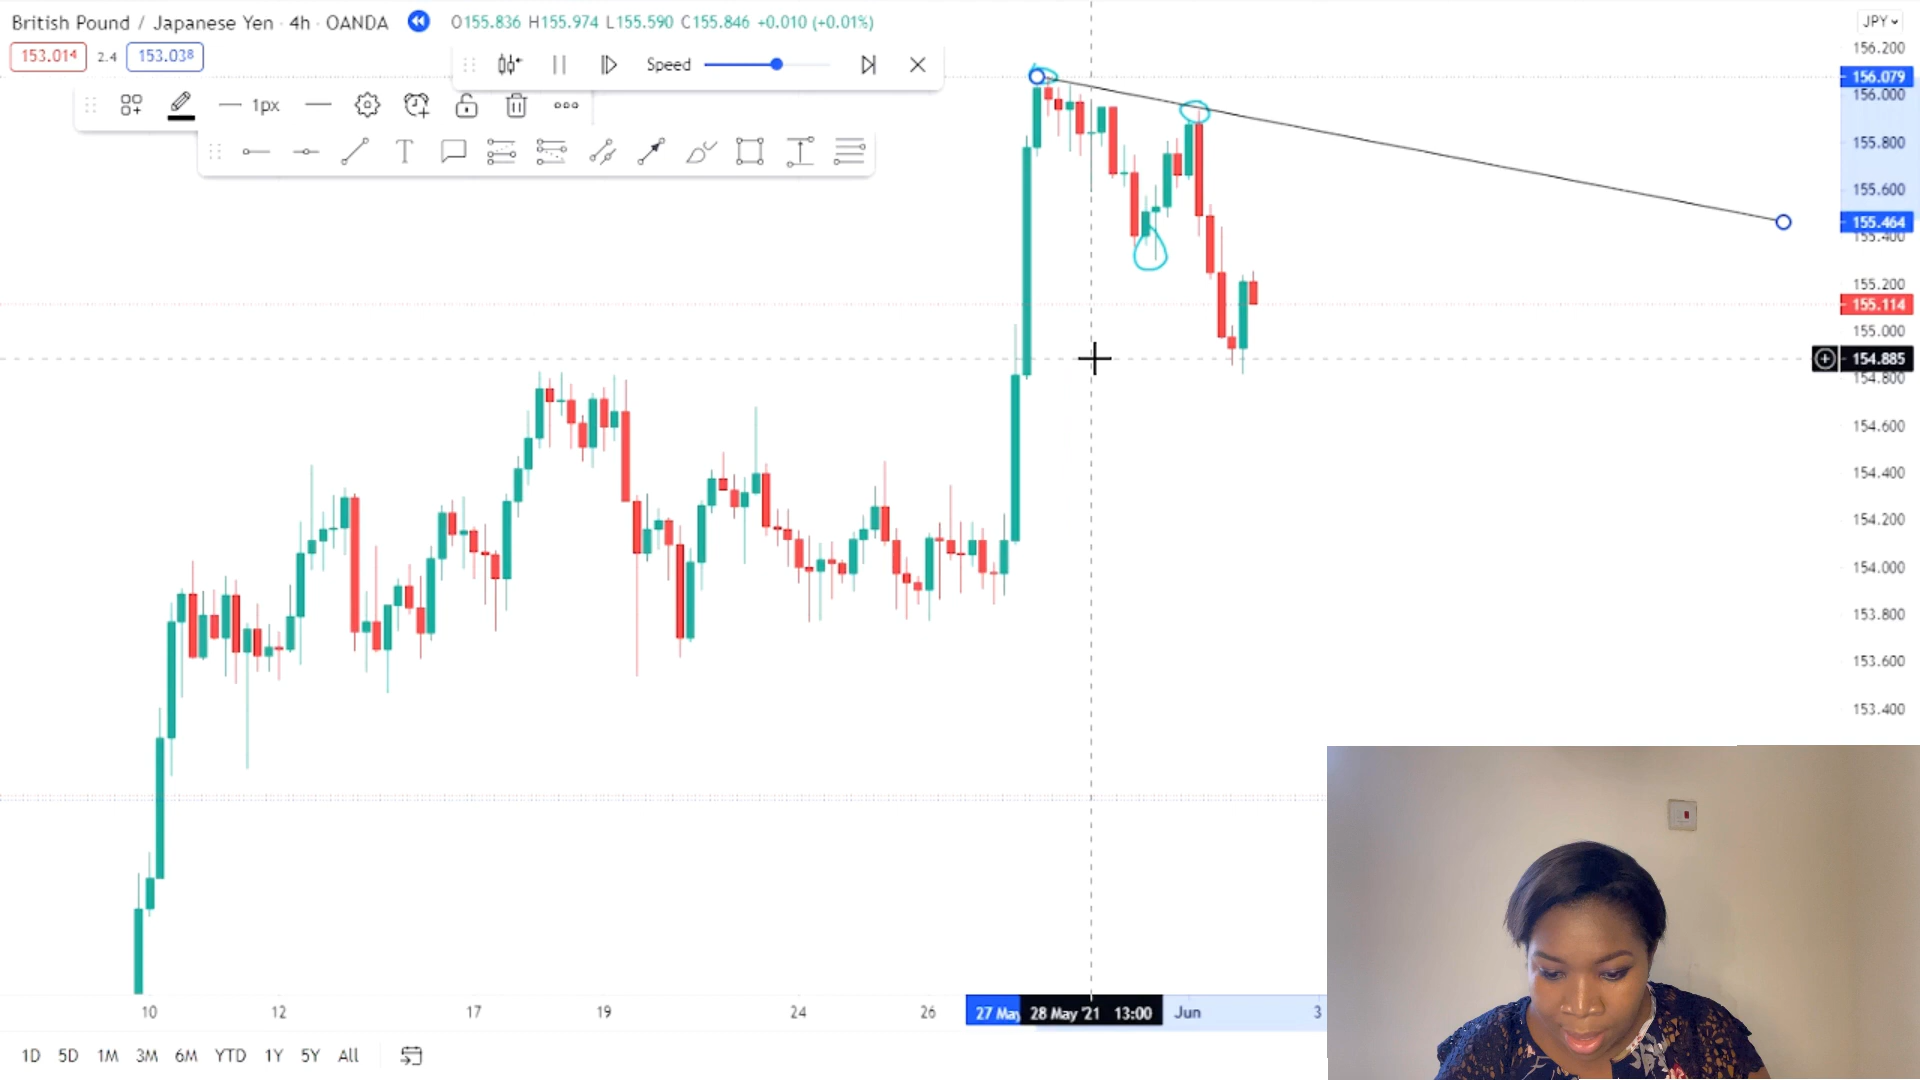 British Pound / Japanese Yen · 4h · OANDA O155.836 H155.974 L155.590 C155.846 +0.010 (+0.01%)
JPY
153.014 2.4 153.038
Speed
1px
T
156.200
156.079
156.000
155.800
155.600
155.464
155.400
155.200
155.114
155.000
154.885
154.800
154.600
154.400
154.200
154.000
153.800
153.600
153.400
10 12 17 19 24 26 27 May 28 May '21 13:00 Jun 3
1D 5D 1M 3M 6M YTD 1Y 5Y All